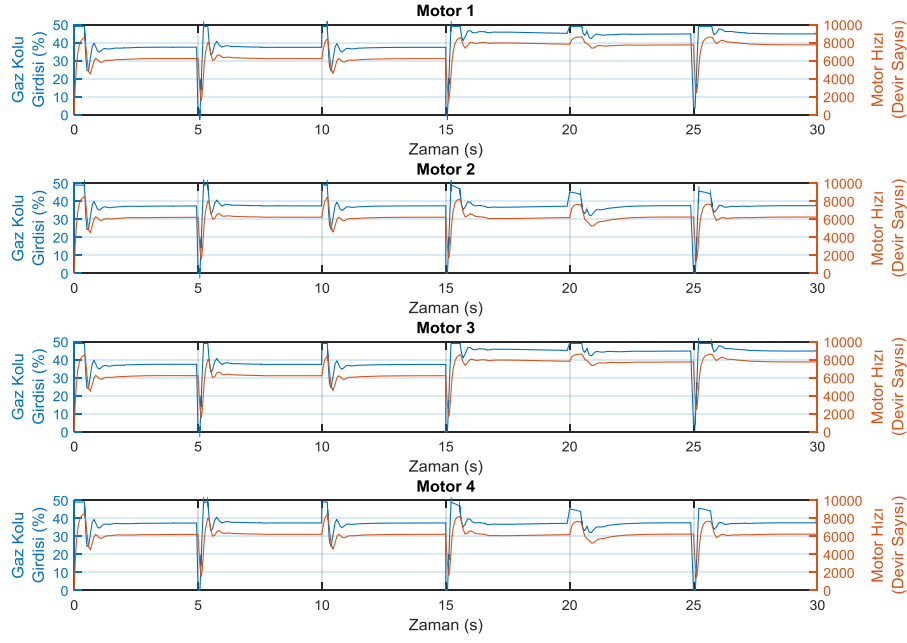 Motor 1
50
40
30
20
10
0
Gaz Kolu
Girdisi (%)
10000
8000
6000
4000
2000
0
Motor Hızı
(Devir Sayısı)
0 5 10 15 20 25 30
Zaman (s)
Motor 2
50
40
30
20
10
0
Gaz Kolu
Girdisi (%)
10000
8000
6000
4000
2000
0
Motor Hızı
(Devir Sayısı)
0 5 10 15 20 25 30
Zaman (s)
Motor 3
50
40
30
20
10
0
Gaz Kolu
Girdisi (%)
10000
8000
6000
4000
2000
0
Motor Hızı
(Devir Sayısı)
0 5 10 15 20 25 30
Zaman (s)
Motor 4
50
40
30
20
10
0
Gaz Kolu
Girdisi (%)
10000
8000
6000
4000
2000
0
Motor Hızı
(Devir Sayısı)
0 5 10 15 20 25 30
Zaman (s)